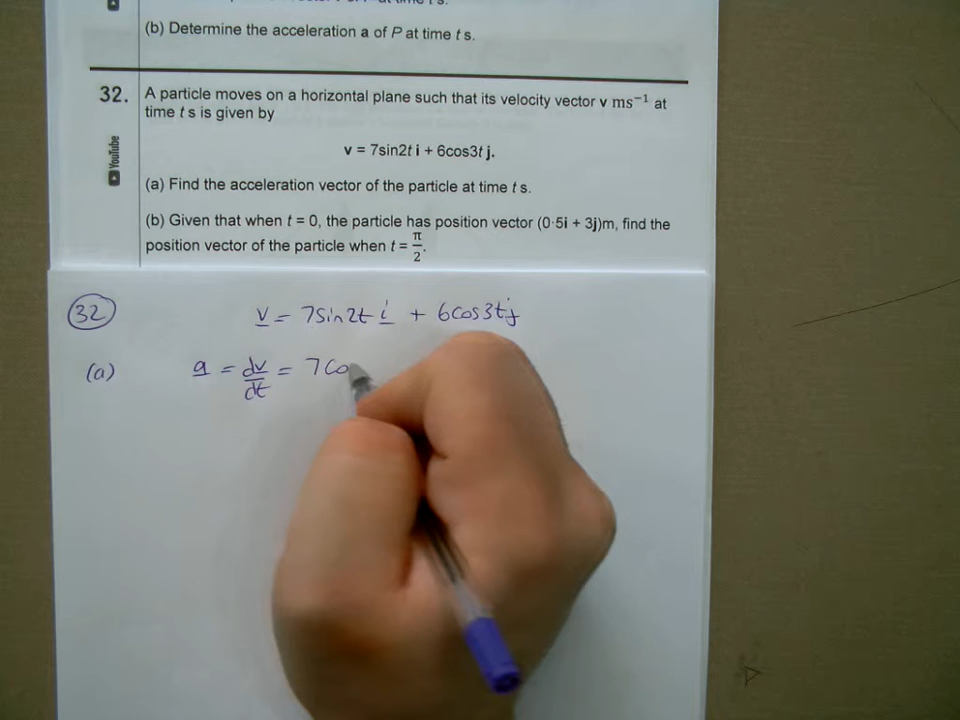 (b) Determine the acceleration a of P at time t s.
32. A particle moves on a horizontal plane such that its velocity vector v ms⁻¹ at
time t s is given by
YouTube
v = 7sin2t i + 6cos3t j.
(a) Find the acceleration vector of the particle at time t s.
(b) Given that when t = 0, the particle has position vector (0·5i + 3j)m, find the
position vector of the particle when t = π/2.
32 v = 7sin2t i + 6cos3t j
(a) a = dv/dt = 7co